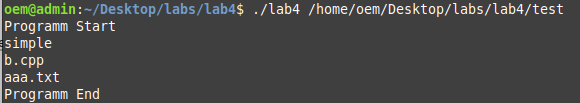 oem@admin:~/Desktop/labs/lab4$ ./lab4 /home/oem/Desktop/labs/lab4/test
Programm Start
simple
b.cpp
aaa.txt
Programm End